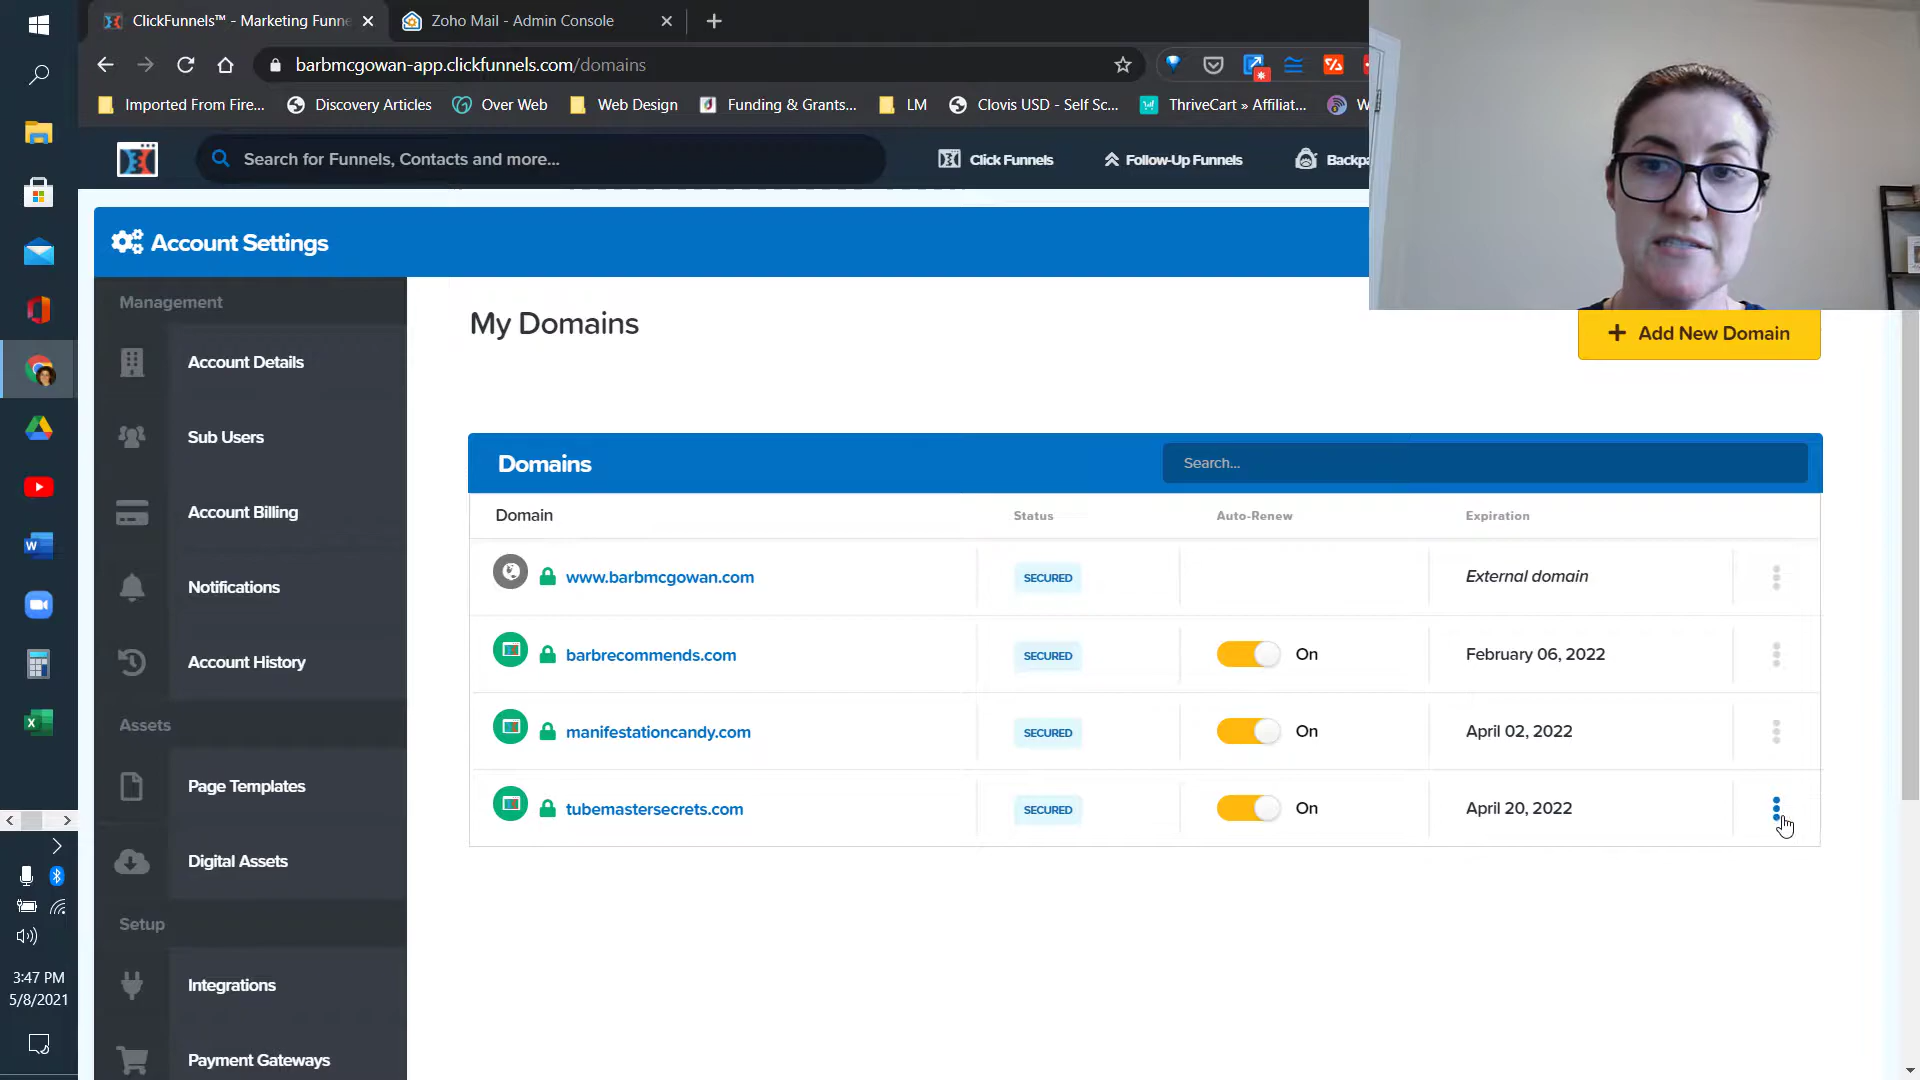 ClickFunnels™ - Marketing Funne
Zoho Mail - Admin Console
barbmcgowan-app.clickfunnels.com/domains
Imported From Fire...
Discovery Articles
Over Web
Web Design
Funding & Grants...
LM
Clovis USD - Self Sc...
ThriveCart » Affiliat...
W
Search for Funnels, Contacts and more...
Click Funnels
Follow-Up Funnels
Backpa
Account Settings
Management
Account Details
Sub Users
Account Billing
Notifications
Account History
Assets
Page Templates
Digital Assets
Setup
Integrations
Payment Gateways
My Domains
+ Add New Domain
Domains
Search...
Domain Status Auto-Renew Expiration
www.barbmcgowan.com SECURED External domain
barbrecommends.com SECURED On February 06, 2022
manifestationcandy.com SECURED On April 02, 2022
tubemastersecrets.com SECURED On April 20, 2022
3:47 PM
5/8/2021